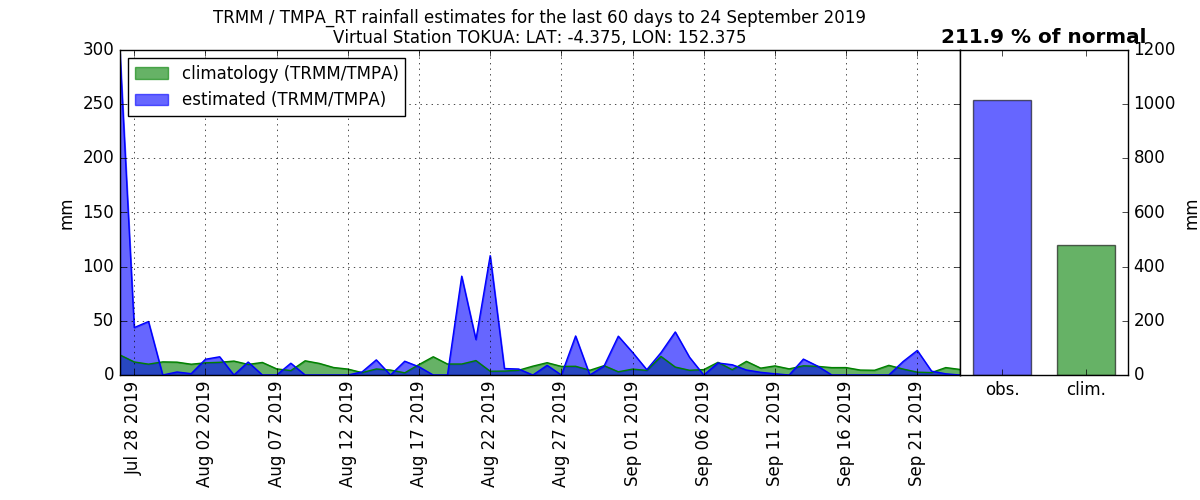 TRMM / TMPA_RT rainfall estimates for the last 60 days to 24 September 2019
Virtual Station TOKUA: LAT: -4.375, LON: 152.375
211.9 % of normal
climatology (TRMM/TMPA)
estimated (TRMM/TMPA)
300
250
200
150
100
50
0
mm
Jul 28 2019
Aug 02 2019
Aug 07 2019
Aug 12 2019
Aug 17 2019
Aug 22 2019
Aug 27 2019
Sep 01 2019
Sep 06 2019
Sep 11 2019
Sep 16 2019
Sep 21 2019
obs.
clim.
1200
1000
800
600
400
200
0
mm